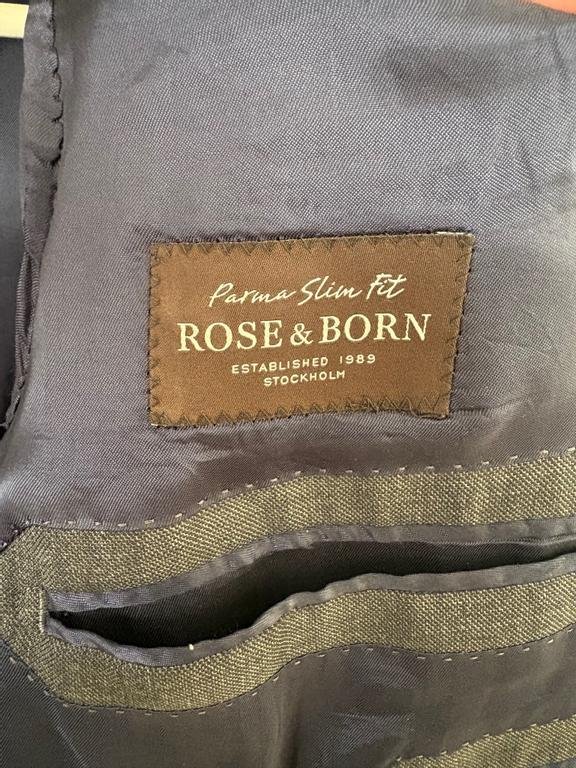 Parma Slim Fit
ROSE & BORN
ESTABLISHED 1989
STOCKHOLM